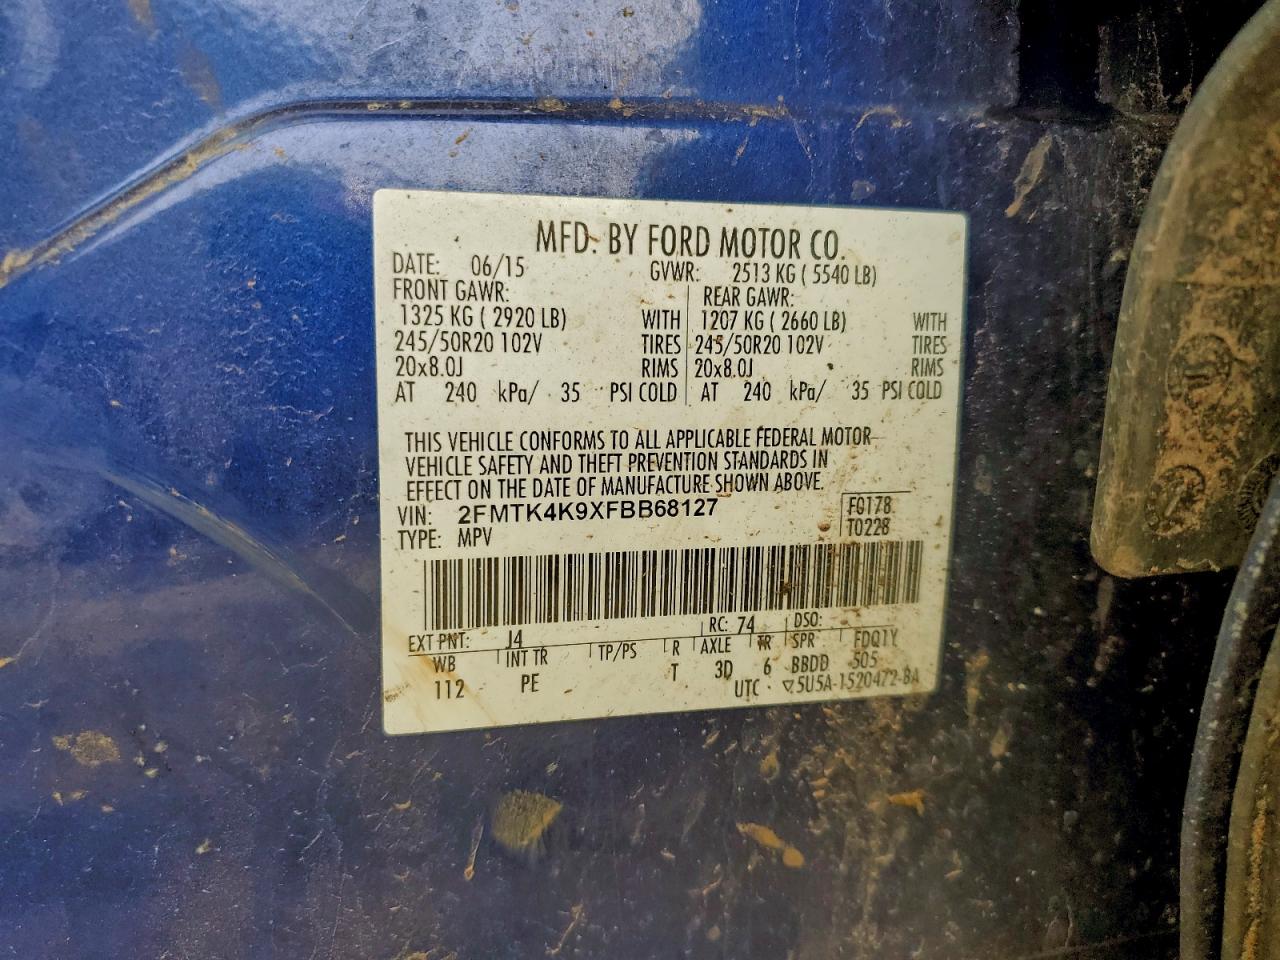 MFD. BY FORD MOTOR CO.
DATE: 06/15 GVWR: 2513 KG ( 5540 LB)
FRONT GAWR: REAR GAWR:
1325 KG ( 2920 LB) WITH 1207 KG ( 2660 LB) WITH
245/50R20 102V TIRES 245/50R20 102V TIRES
20x8.0J RIMS 20x8.0J RIMS
AT 240 kPa/ 35 PSI COLD AT 240 kPa/ 35 PSI COLD
THIS VEHICLE CONFORMS TO ALL APPLICABLE FEDERAL MOTOR
VEHICLE SAFETY AND THEFT PREVENTION STANDARDS IN
EFFECT ON THE DATE OF MANUFACTURE SHOWN ABOVE.
VIN: 2FMTK4K9XFBB68127 F0178
TYPE: MPV T0228
RC: 74 DSO:
EXT PNT: J4
WB INT TR TP/PS R AXLE TR SPR FDQTY
112 PE T 3D 6 BBDD 505
UTC ▽5U5A-1520472-BA